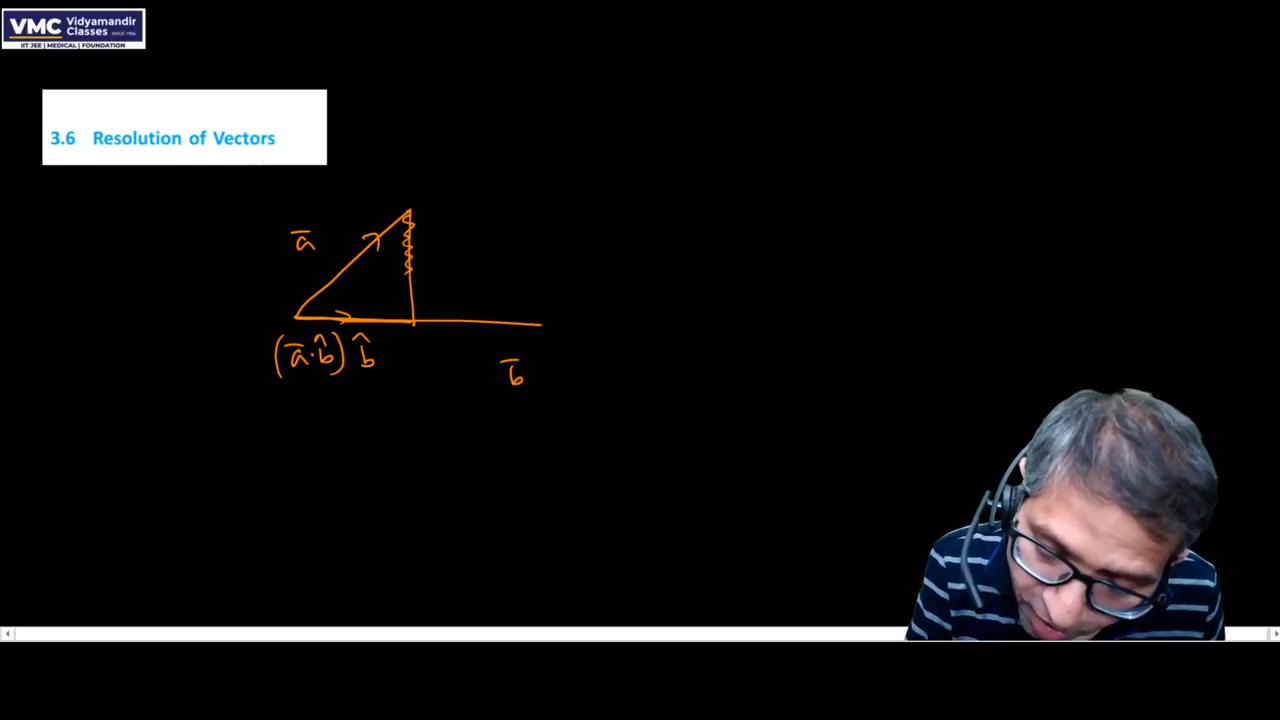 VMC Vidyamandir Classes SINCE 1986
IIT JEE | MEDICAL | FOUNDATION
3.6 Resolution of Vectors
a̅
(a̅·b̂) b̂
b̅